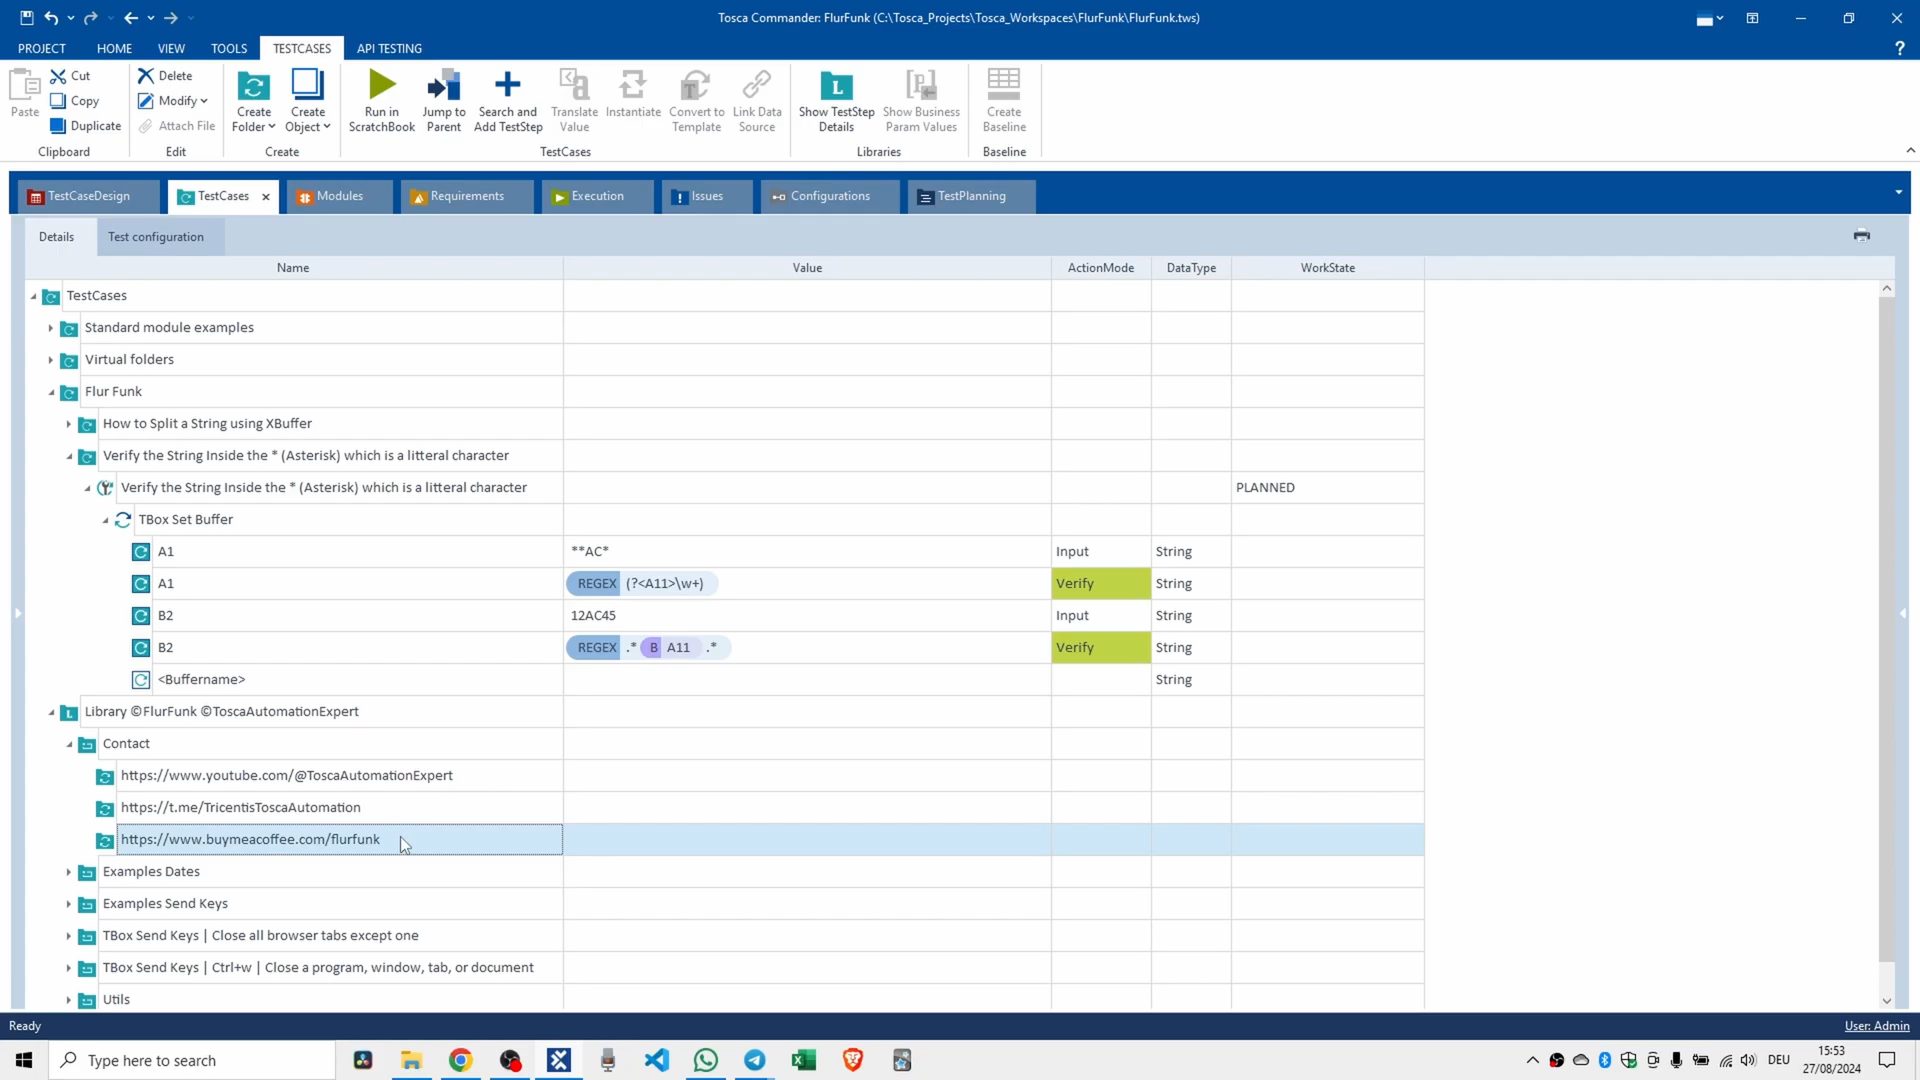 Tosca Commander: FlurFunk (C:\Tosca_Projects\Tosca_Workspaces\FlurFunk\FlurFunk.tws)
PROJECT HOME VIEW TOOLS TESTCASES API TESTING ?
Paste Cut Copy Duplicate Clipboard
Delete Modify Attach File Edit
Create Folder Create Object Create
Run in ScratchBook Jump to Parent Search and Add TestStep Translate Value Instantiate Convert to Template Link Data Source TestCases
Show TestStep Details Show Business Param Values Libraries
Create Baseline Baseline
TestCaseDesign TestCases x Modules Requirements Execution Issues Configurations TestPlanning
Details Test configuration
Name Value ActionMode DataType WorkState
TestCases
Standard module examples
Virtual folders
Flur Funk
How to Split a String using XBuffer
Verify the String Inside the * (Asterisk) which is a litteral character
Verify the String Inside the * (Asterisk) which is a litteral character PLANNED
TBox Set Buffer
A1 **AC* Input String
A1 REGEX (?<A11>\w+) Verify String
B2 12AC45 Input String
B2 REGEX .* B A11 .* Verify String
<Buffername> String
Library ©FlurFunk ©ToscaAutomationExpert
Contact
https://www.youtube.com/@ToscaAutomationExpert
https://t.me/TricentisToscaAutomation
https://www.buymeacoffee.com/flurfunk
Examples Dates
Examples Send Keys
TBox Send Keys | Close all browser tabs except one
TBox Send Keys | Ctrl+w | Close a program, window, tab, or document
Utils
Ready User: Admin
Type here to search DEU 15:53
27/08/2024